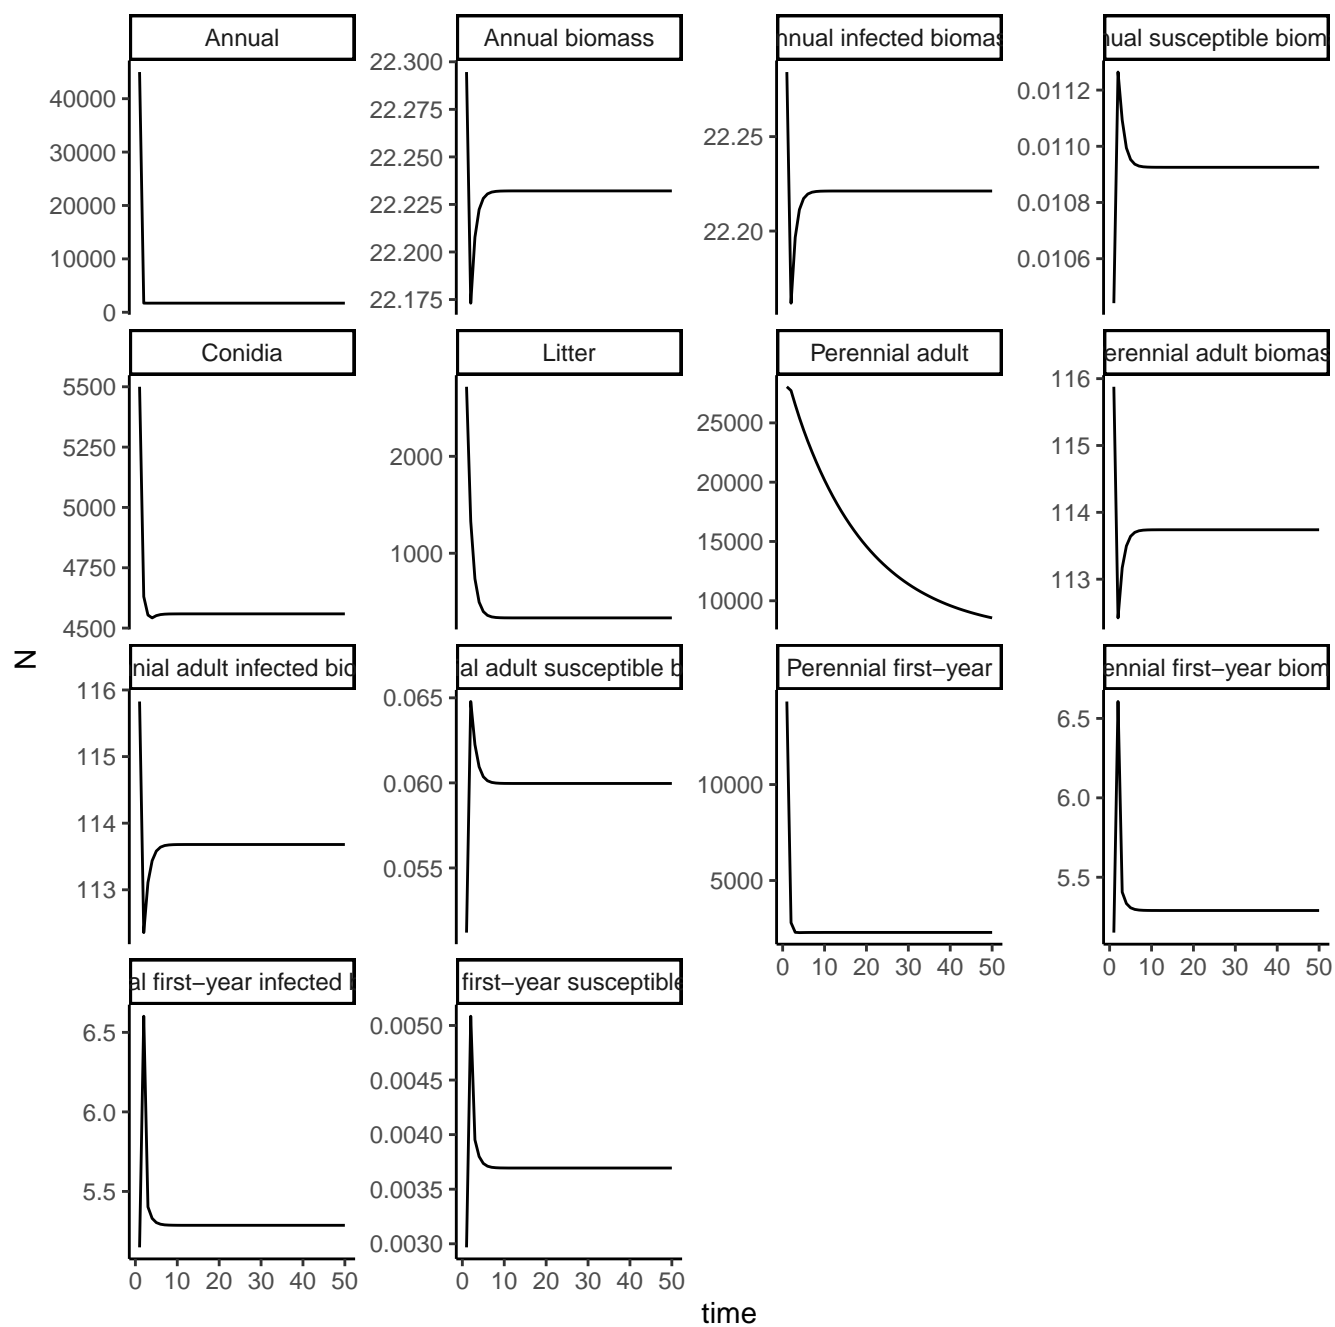 Annual
Annual biomass
nnual infected biomas
nual susceptible biom
40000
30000
20000
10000
0
22.300
22.275
22.250
22.225
22.200
22.175
22.25
22.20
0.0112
0.0110
0.0108
0.0106
Conidia
Litter
Perennial adult
erennial adult biomas
5500
5250
5000
4750
4500
2000
1000
25000
20000
15000
10000
116
115
114
113
nial adult infected bio
al adult susceptible b
Perennial first−year
ennial first−year biom
116
115
114
113
0.065
0.060
0.055
10000
5000
6.5
6.0
5.5
0 10 20 30 40 50
0 10 20 30 40 50
al first−year infected b
first−year susceptible
6.5
6.0
5.5
0.0050
0.0045
0.0040
0.0035
0.0030
0 10 20 30 40 50
0 10 20 30 40 50
N
time